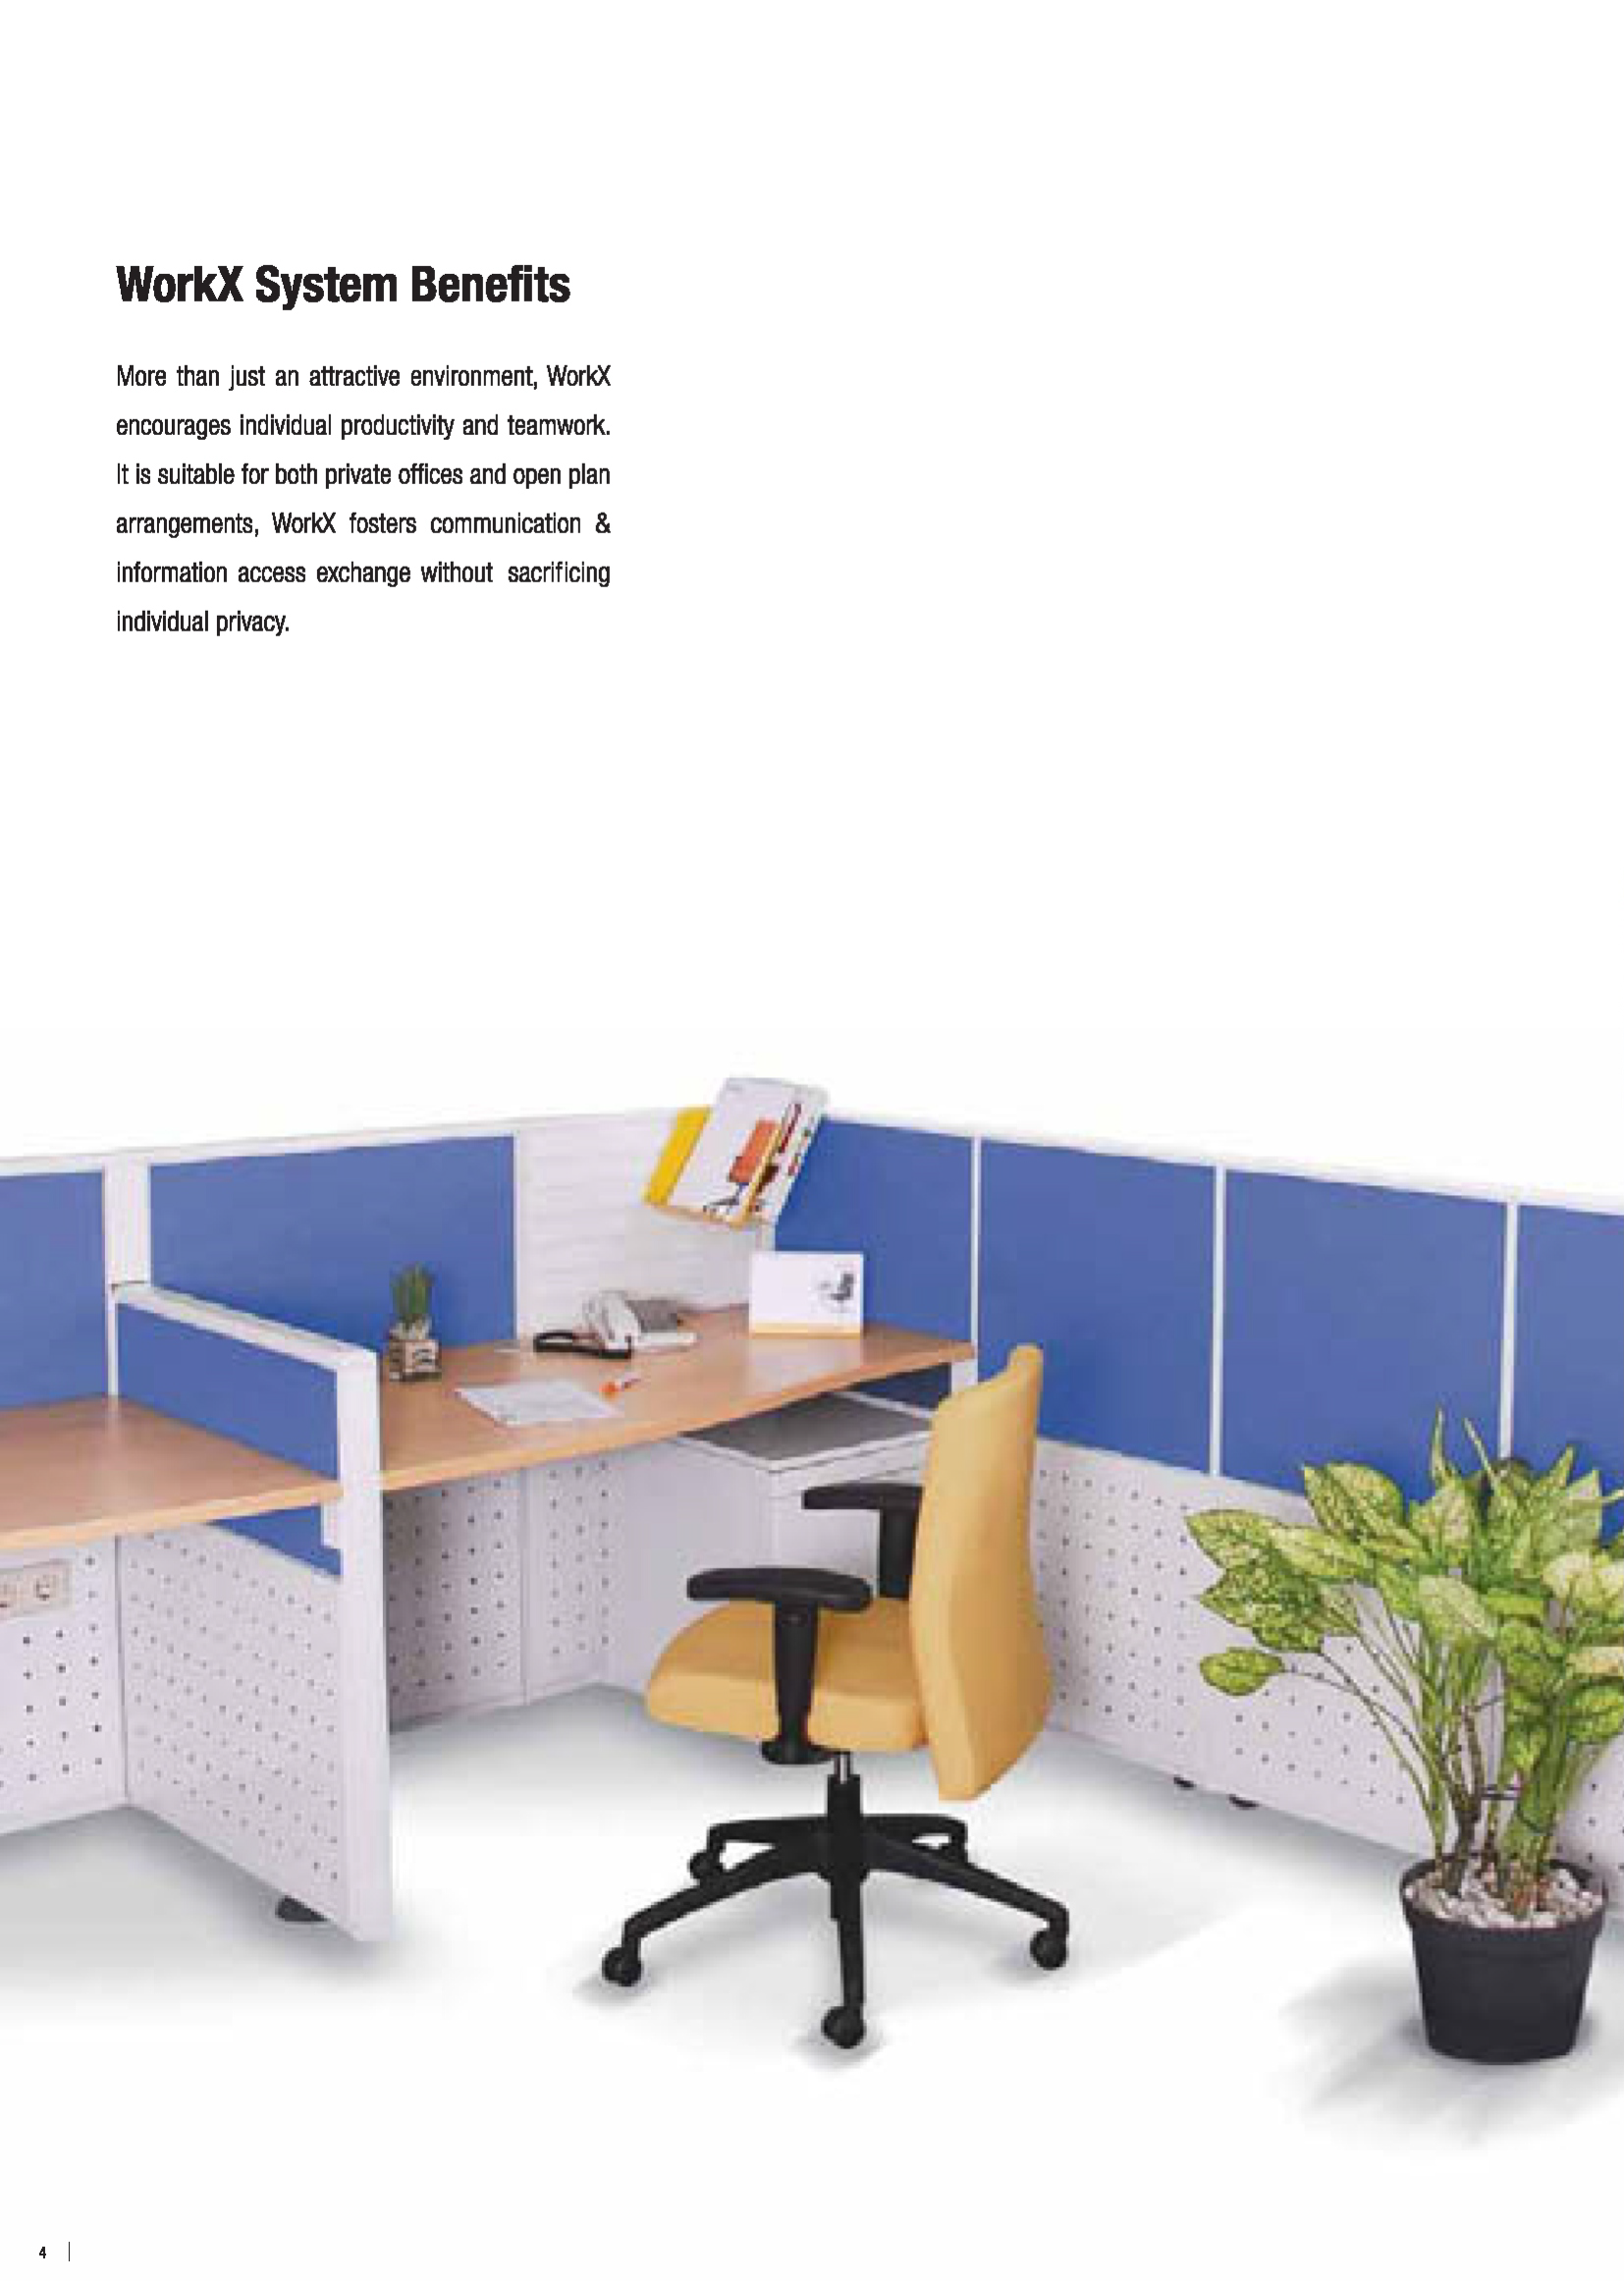 WorkX System Benefits
More than just an attractive environment, WorkX
encourages individual productivity and teamwork.
It is suitable for both private offices and open plan
arrangements, WorkX fosters communication &
information access exchange without sacrificing
individual privacy.
4